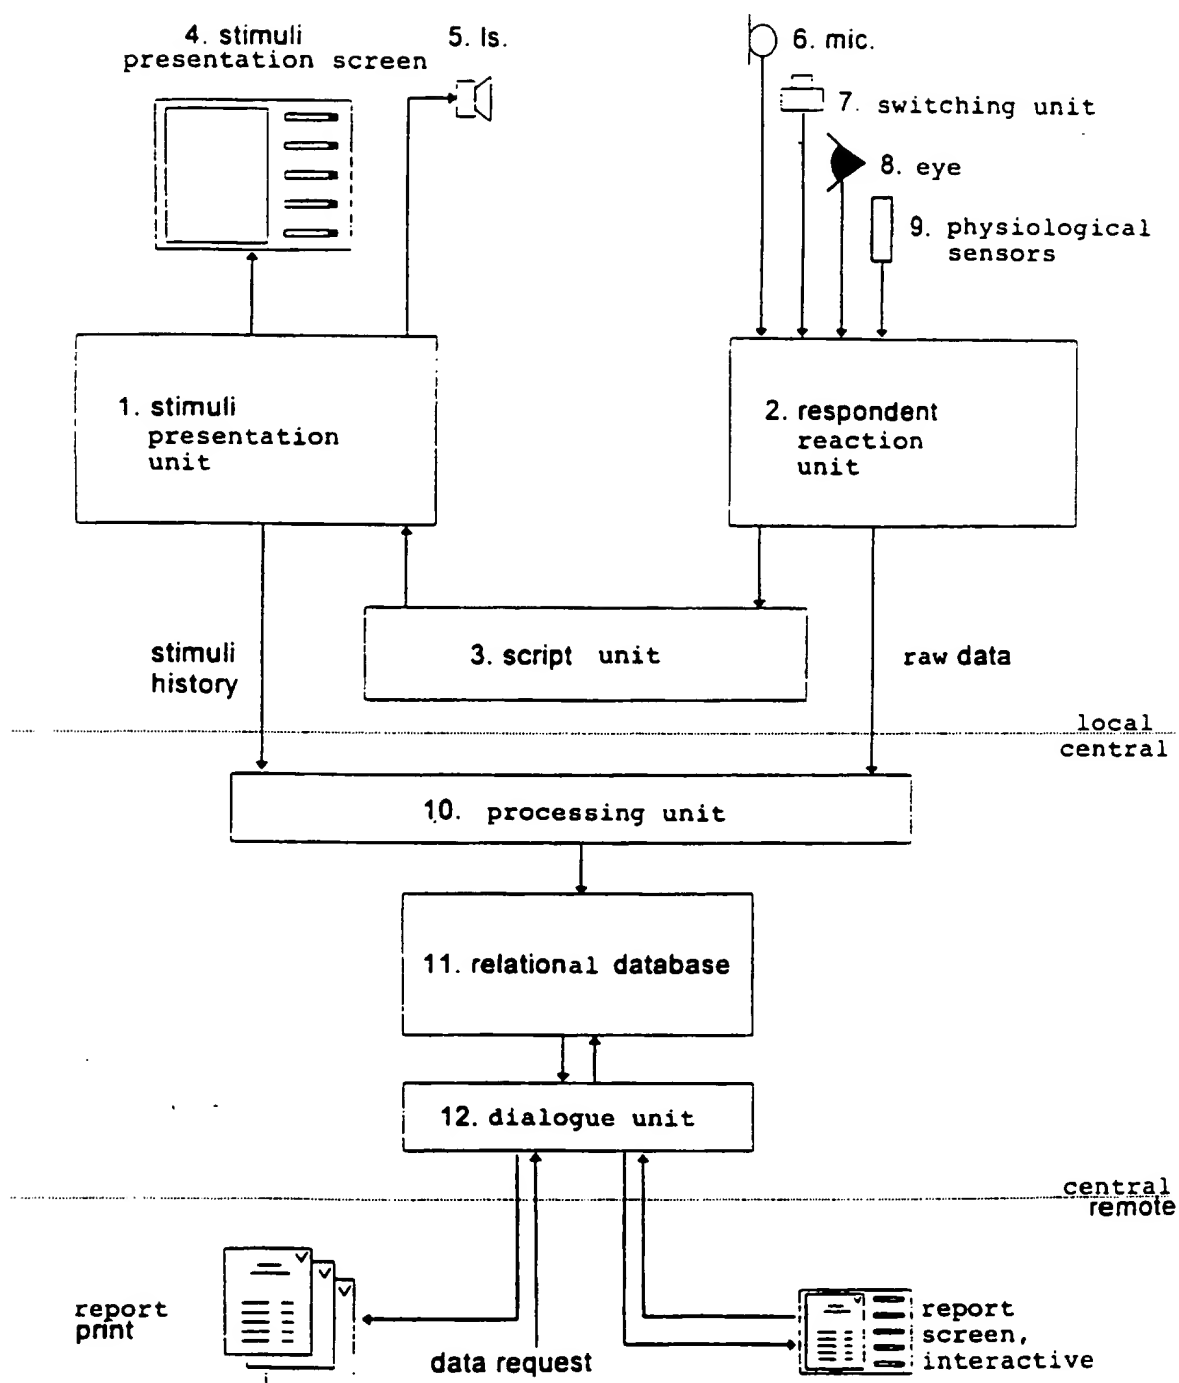 4. stimuli
presentation screen
5. ls.
6. mic.
7. switching unit
8. eye
9. physiological
sensors
1. stimuli
presentation
unit
2. respondent
reaction
unit
3. script unit
stimuli
history
raw data
local
central
10. processing unit
11. relational database
12. dialogue unit
central
remote
report
print
data request
report
screen,
interactive